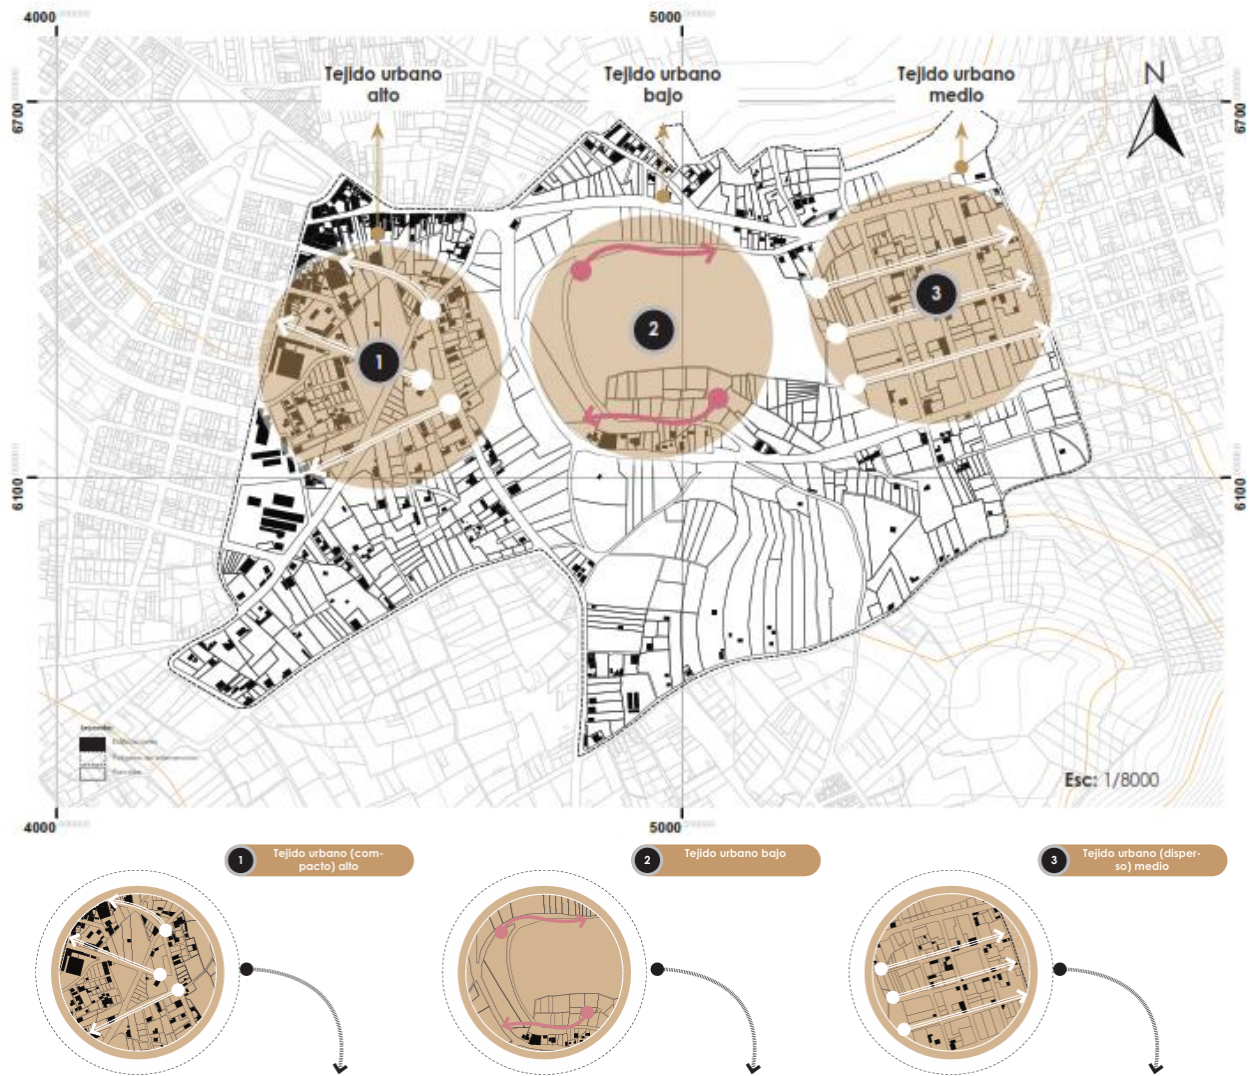 4000
5000
Tejido urbano
alto
Tejido urbano
bajo
Tejido urbano
medio
N
6700
6700
1
2
3
6100
6100
Leyenda
Esc: 1/8000
4000
5000
1
Tejido urbano (com-
pacto) alto
2
Tejido urbano bajo
3
Tejido urbano (disper-
so) medio